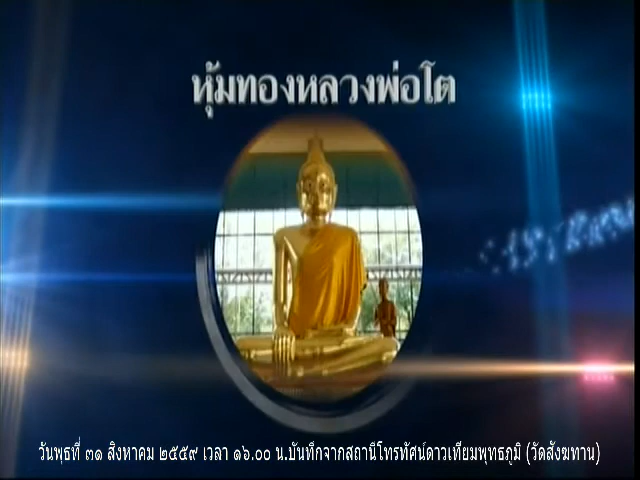 หุ้มทองหลวงพ่อโต
วันพุธที่ ๓๑ สิงหาคม ๒๕๕๙ เวลา ๑๖.๐๐ น.บันทึกจากสถานีโทรทัศน์ดาวเทียมพุทธภูมิ (วัดสังฆทาน)